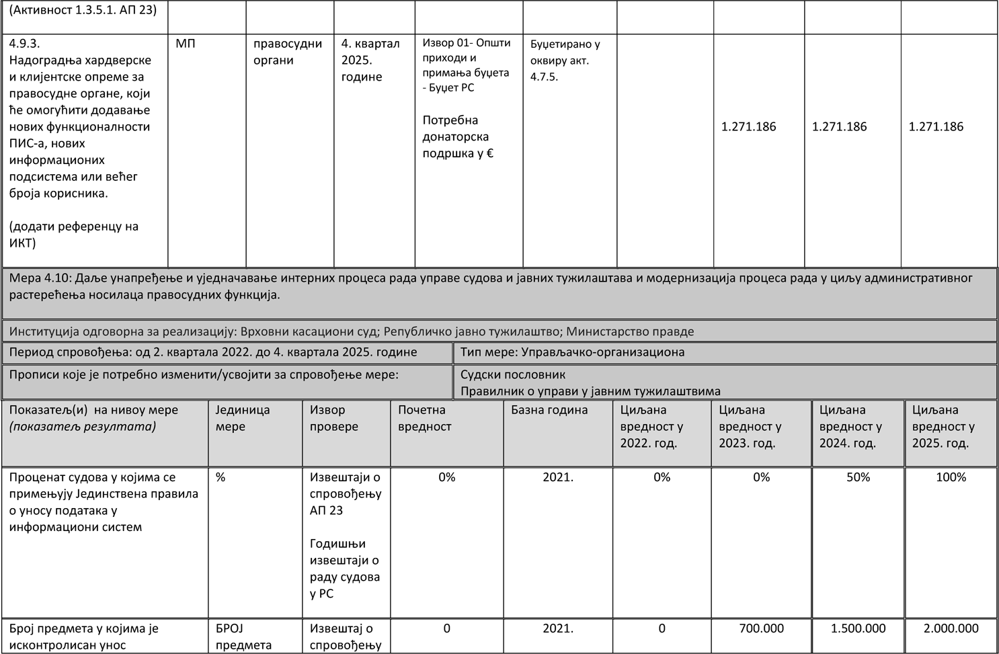 (Активност 1.3.5.1. АП 23)
4.9.3.
Надоградња хардверске
и клијентске опреме за
правосудне органе, који
ће омогућити додавање
нових функционалности
ПИС-а, нових
информационих
подсистема или већег
броја корисника.
(додати референцу на
ИКТ)
МП
правосудни
органи
4. квартал
2025.
године
Извор 01- Општи
приходи и
примања буџета
- Буџет РС
Потребна
донаторска
подршка у €
Буџетирано у
оквиру акт.
4.7.5.
1.271.186
1.271.186
1.271.186
Мера 4.10: Даље унапређење и уједначавање интерних процеса рада управе судова и јавних тужилаштава и модернизација процеса рада у циљу административног
растерећења носилаца правосудних функција.
Институција одговорна за реализацију: Врховни касациони суд; Републичко јавно тужилаштво; Министарство правде
Период спровођења: од 2. квартала 2022. до 4. квартала 2025. године
Тип мере: Управљачко-организациона
Прописи које је потребно изменити/усвојити за спровођење мере:
Судски пословник
Правилник о управи у јавним тужилаштвима
Показатељ(и) на нивоу мере
(показатељ резултата)
Јединица
мере
Извор
провере
Почетна
вредност
Базна година
Циљана
вредност у
2022. год.
Циљана
вредност у
2023. год.
Циљана
вредност у
2024. год.
Циљана
вредност у
2025. год.
Проценат судова у којима се
примењују Јединствена правила
о уносу података у
информациони систем
%
Извештаји о
спровођењу
АП 23
Годишњи
извештаји о
раду судова
у РС
0%
2021.
0%
0%
50%
100%
Број предмета у којима је
исконтролисан унос
БРОЈ
предмета
Извештај о
спровођењу
0
2021.
0
700.000
1.500.000
2.000.000